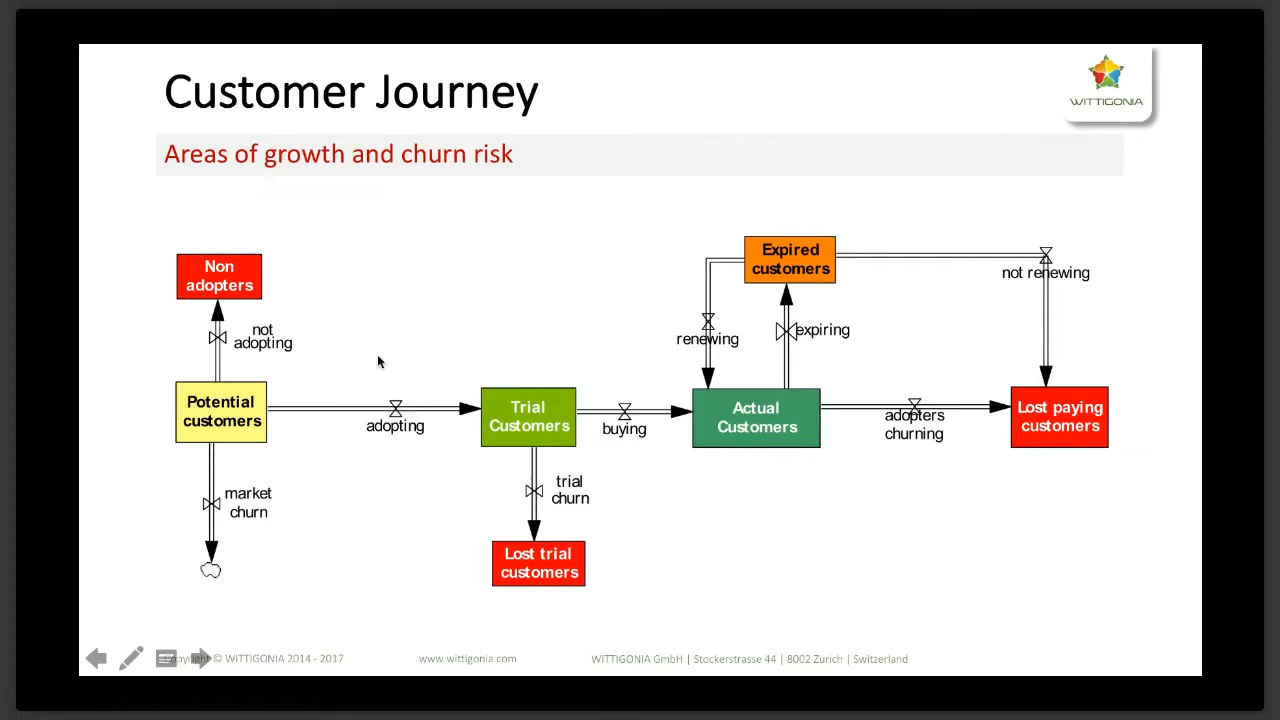 Customer Journey
WITTIGONIA
Areas of growth and churn risk
Non
adopters
not
adopting
Potential
customers
adopting
market
churn
Trial
Customers
buying
trial
churn
Lost trial
customers
Expired
customers
renewing
expiring
not renewing
Actual
Customers
adopters
churning
Lost paying
customers
Copyright © WITTIGONIA 2014 - 2017
www.wittigonia.com
WITTIGONIA GmbH | Stockerstrasse 44 | 8002 Zurich | Switzerland